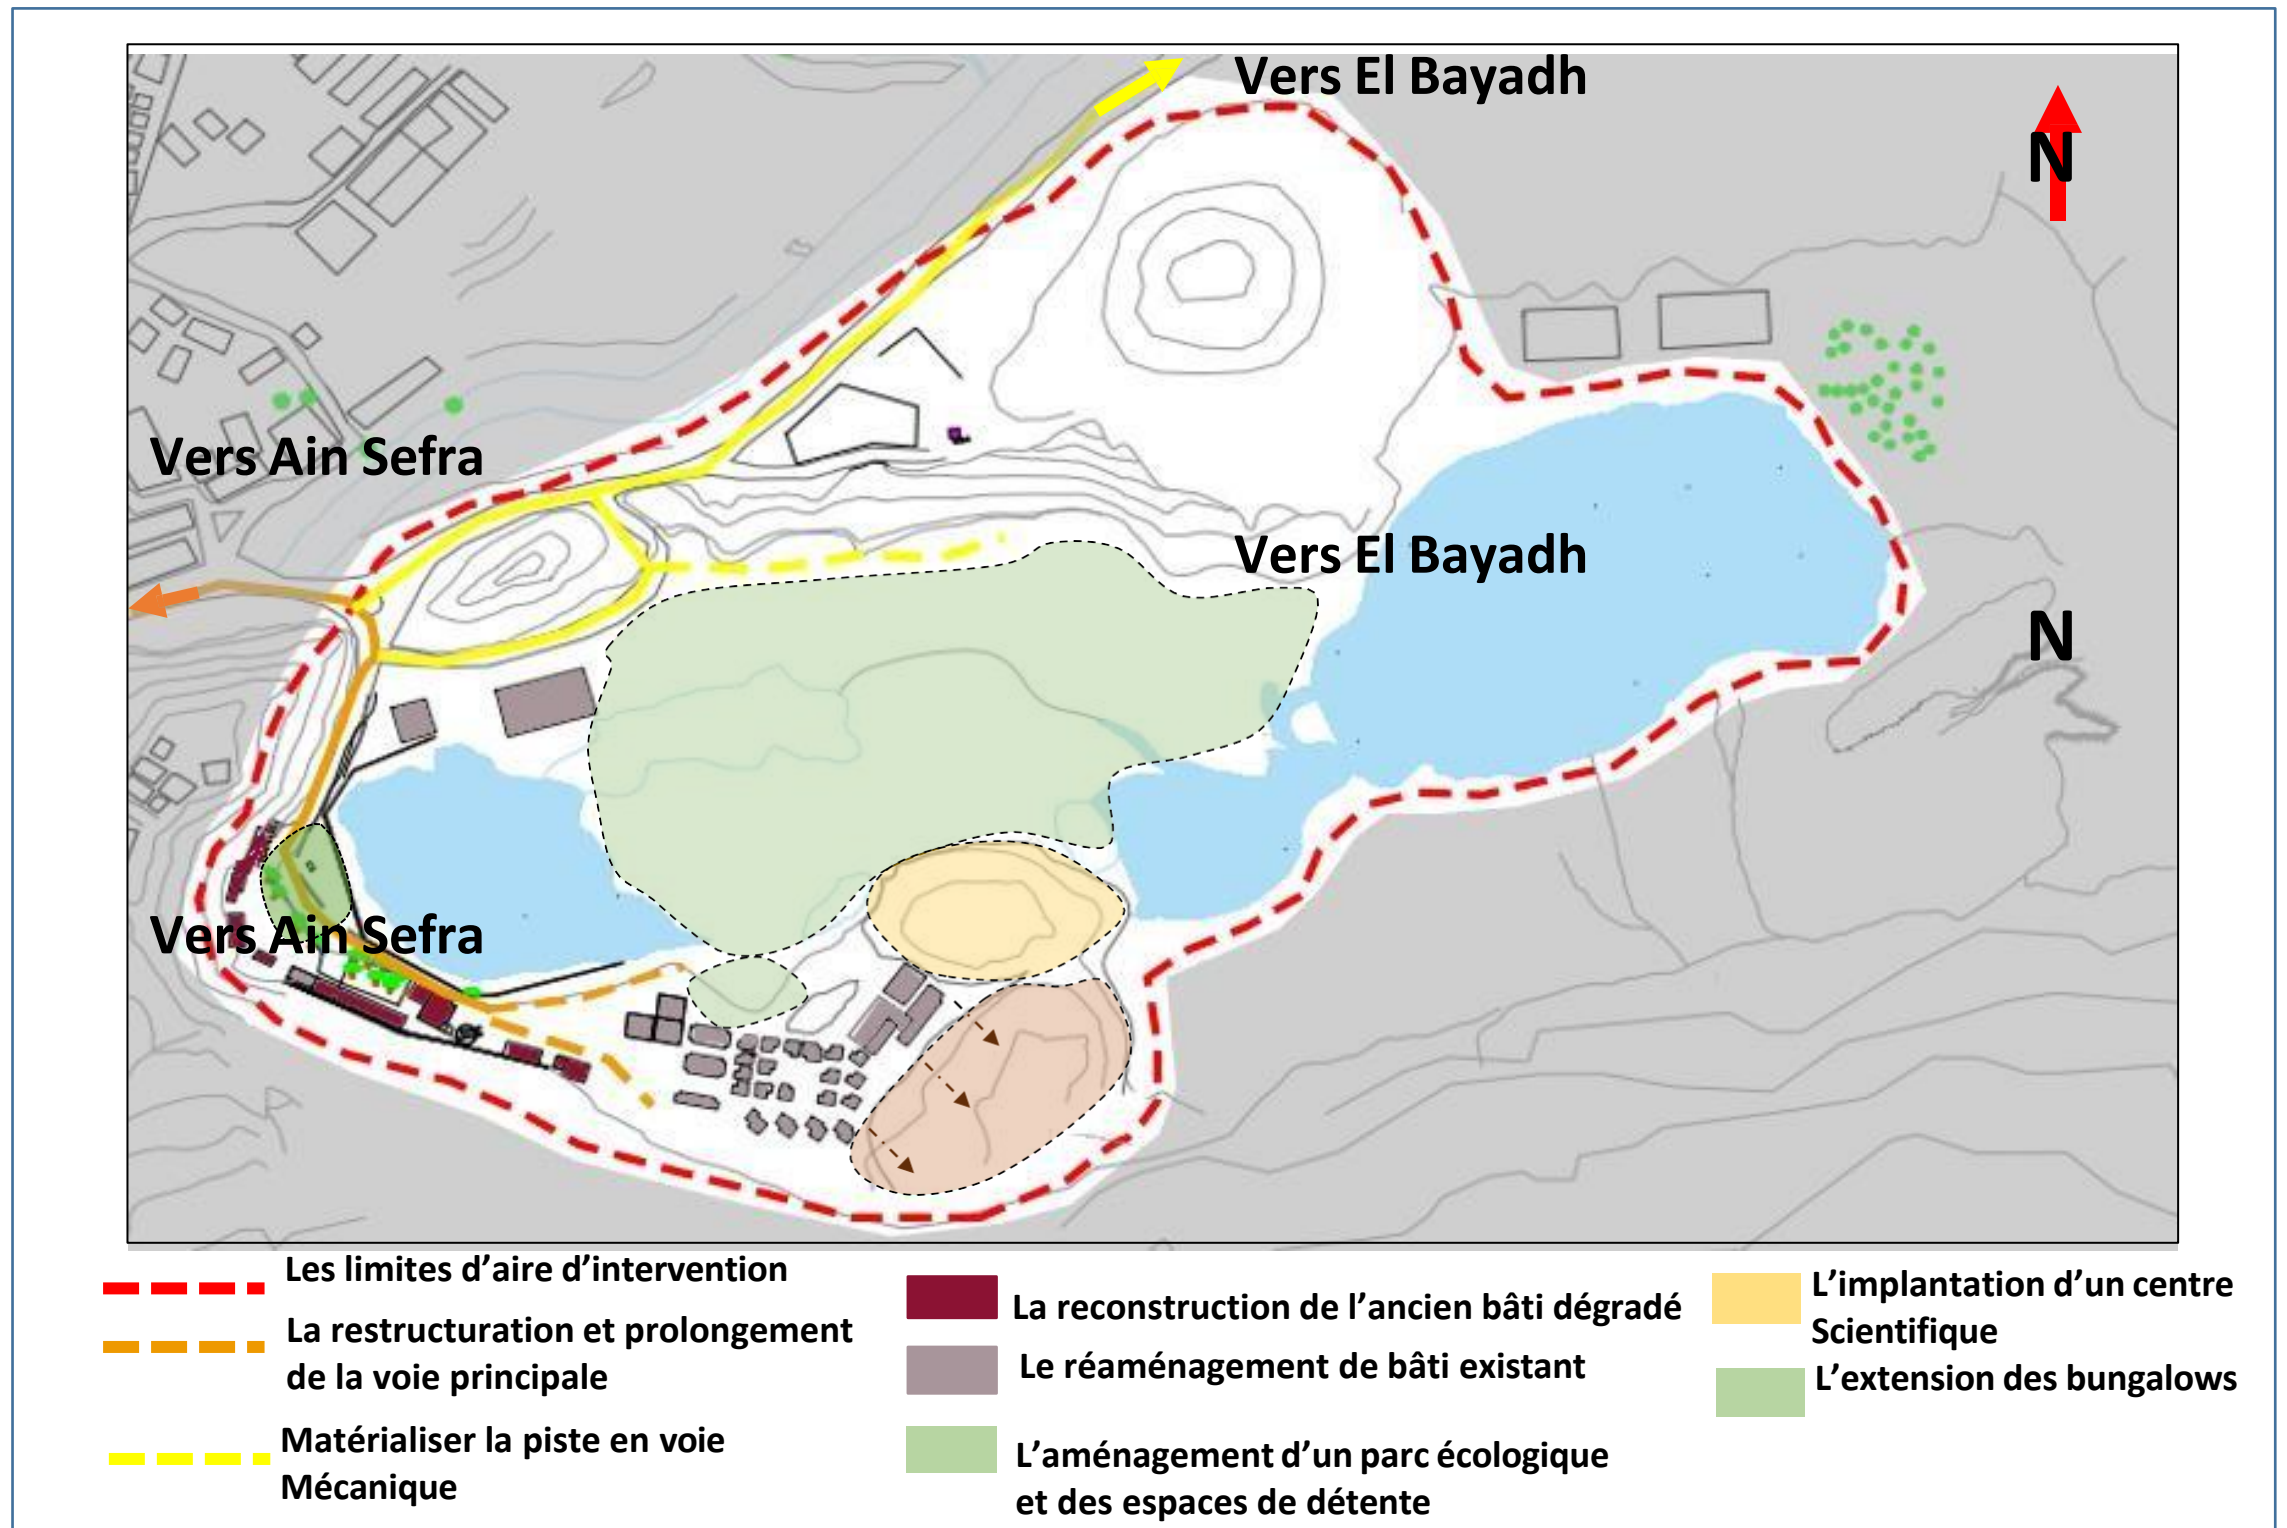 Vers El Bayadh
N
Vers Ain Sefra
Vers El Bayadh
N
Vers Ain Sefra
Les limites d’aire d’intervention
La restructuration et prolongement
de la voie principale
Matérialiser la piste en voie
Mécanique
La reconstruction de l’ancien bâti dégradé
Le réaménagement de bâti existant
L’aménagement d’un parc écologique
et des espaces de détente
L’implantation d’un centre
Scientifique
L’extension des bungalows